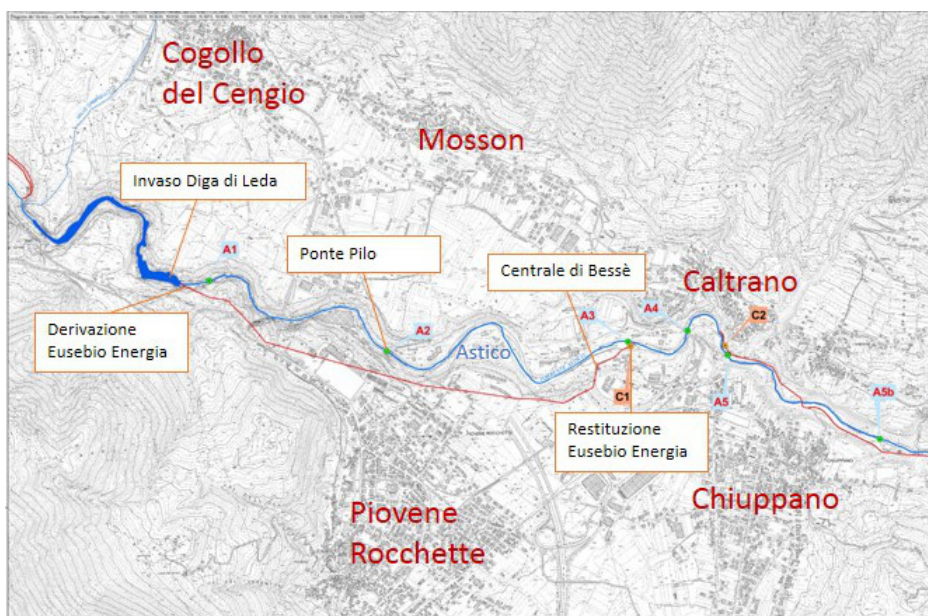 Cogollo
del Cengio
Mosson
Invaso Diga di Leda
A1
Ponte Pilo
Centrale di Bessè
Caltrano
A3
A4
C2
Derivazione
Eusebio Energia
A2
Astico
C1
A5
A5b
Restituzione
Eusebio Energia
Chiuppano
Piovene
Rocchette